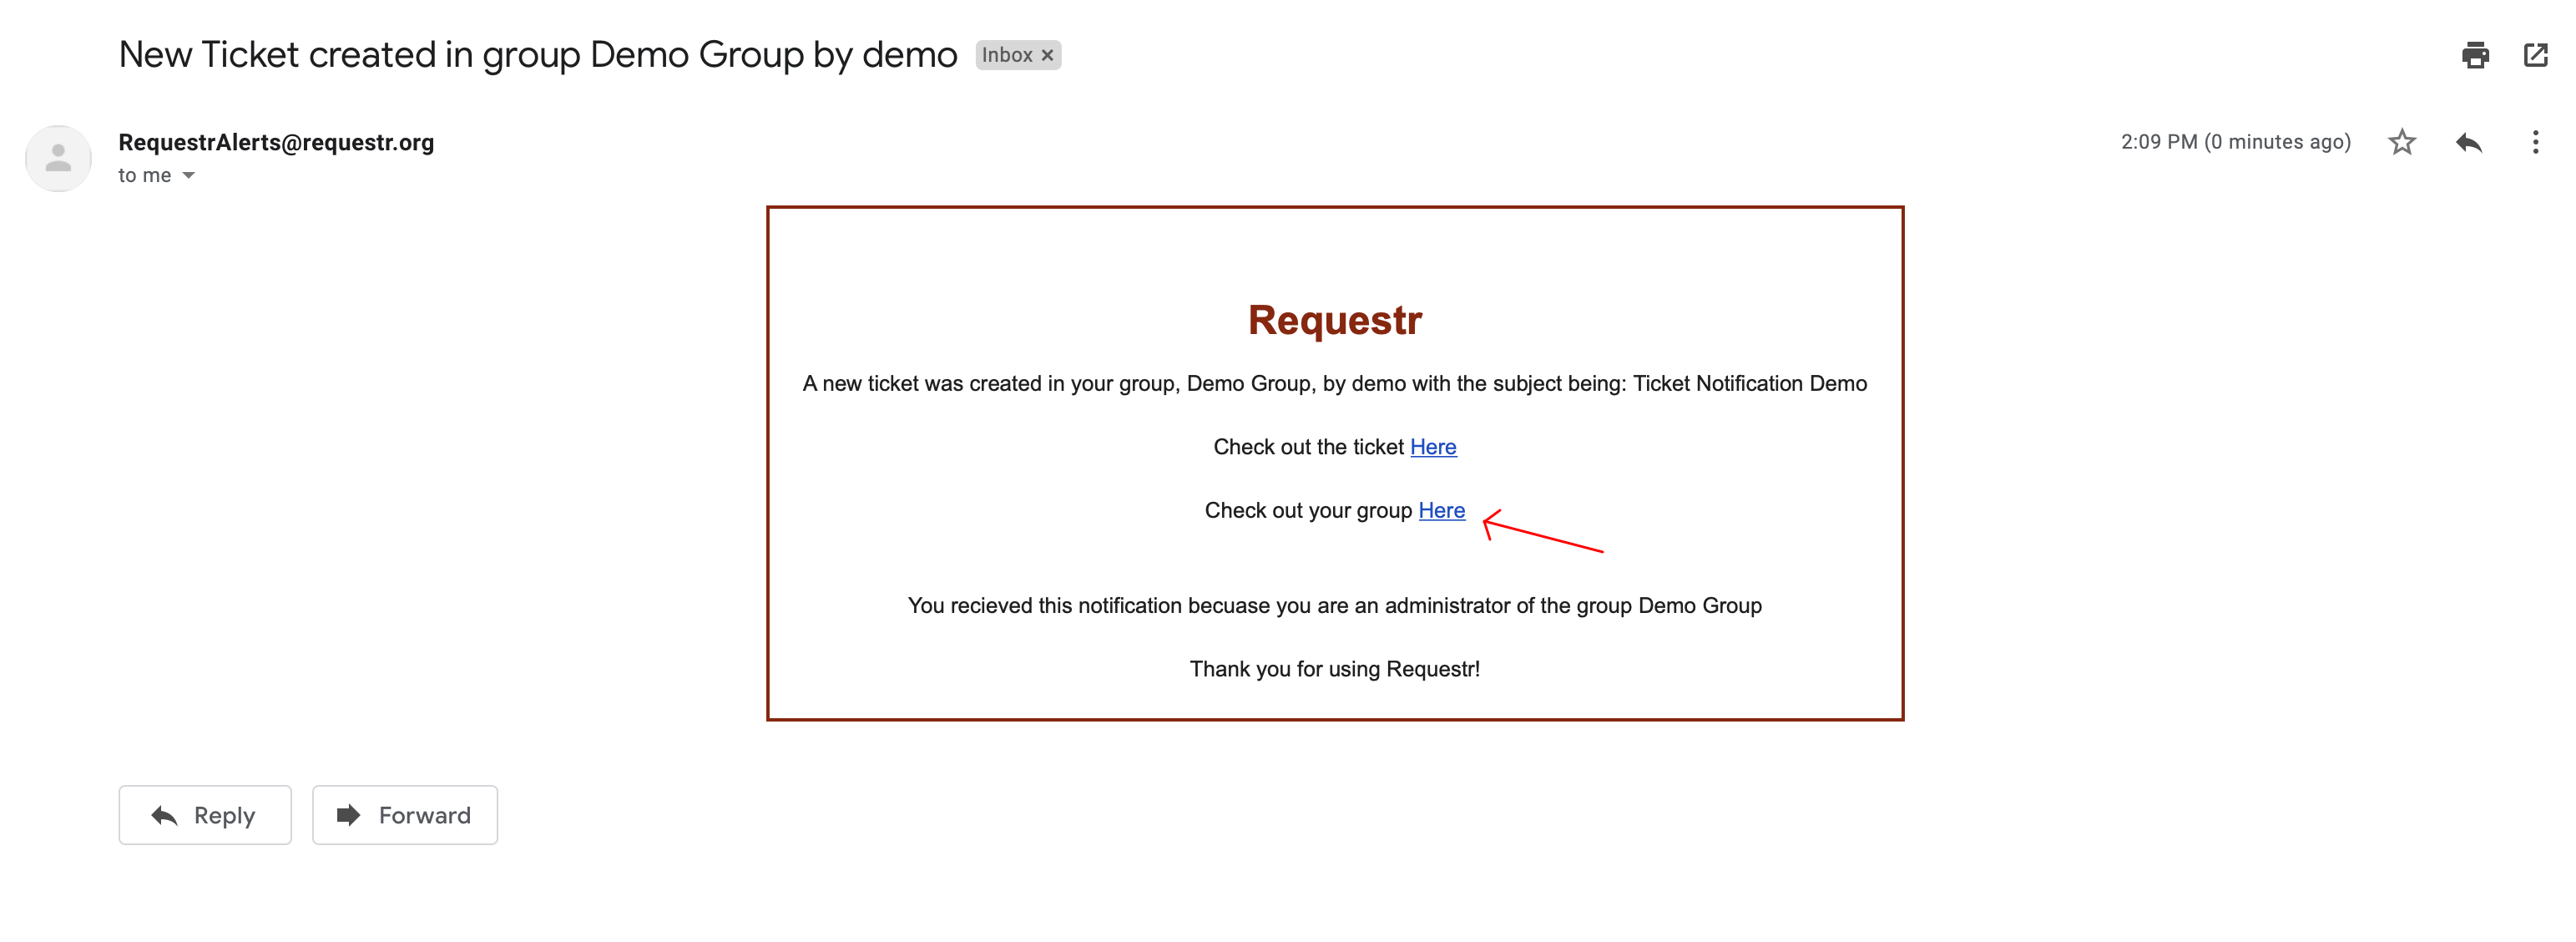 New Ticket created in group Demo Group by demo Inbox ×
RequestrAlerts@requestr.org
2:09 PM (0 minutes ago)
to me
Requestr
A new ticket was created in your group, Demo Group, by demo with the subject being: Ticket Notification Demo
Check out the ticket Here
Check out your group Here
You recieved this notification becuase you are an administrator of the group Demo Group
Thank you for using Requestr!
Reply
Forward